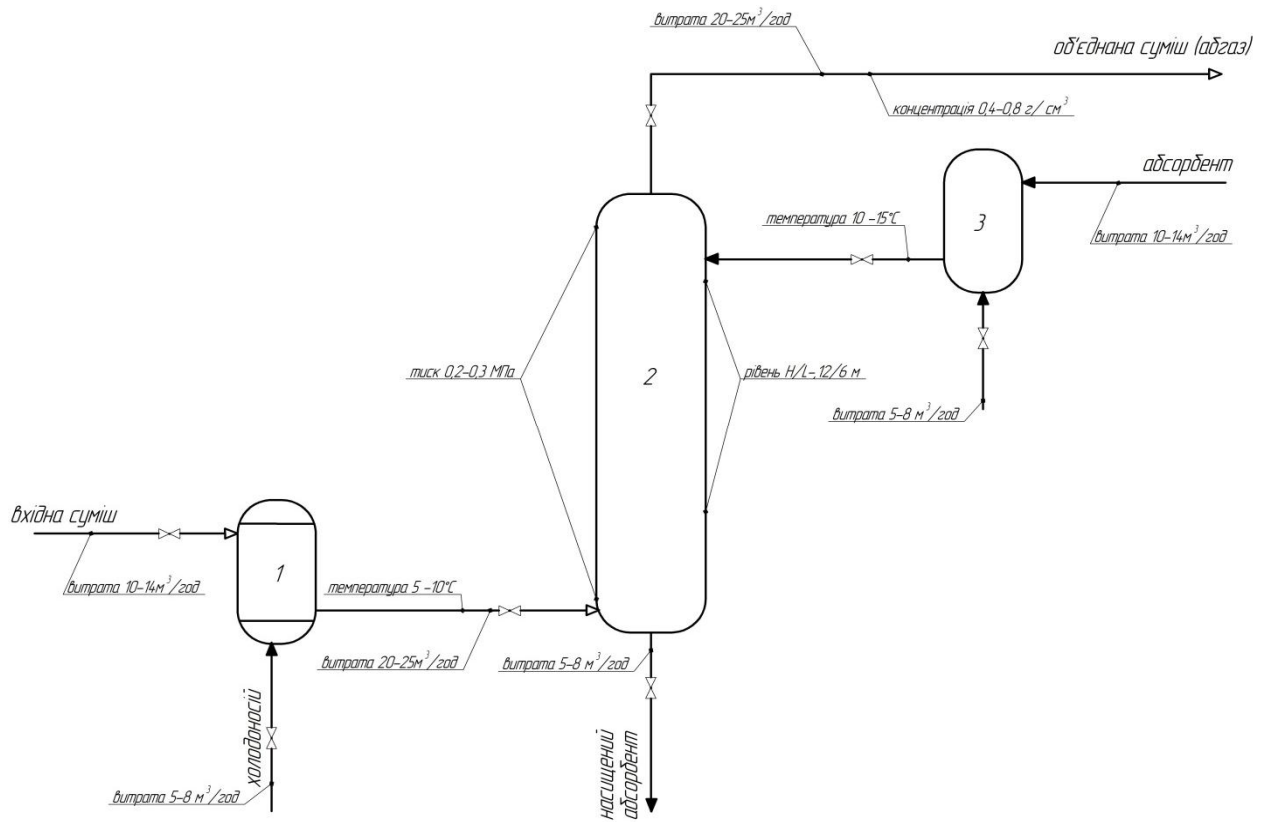 витрата 20-25м³/год
об'єднана суміш (абгаз)
концентрація 0,4-0,8 г/ см³
абсорбент
температура 10 -15°С
3
витрата 10-14м³/год
тиск 0,2-0,3 МПа
2
рівень H/L-,12/6 м
витрата 5-8 м³/год
вхідна суміш
1
витрата 10-14м³/год
температура 5 -10°С
витрата 20-25м³/год
витрата 5-8 м³/год
холодоносій
насищений
абсорбент
витрата 5-8 м³/год